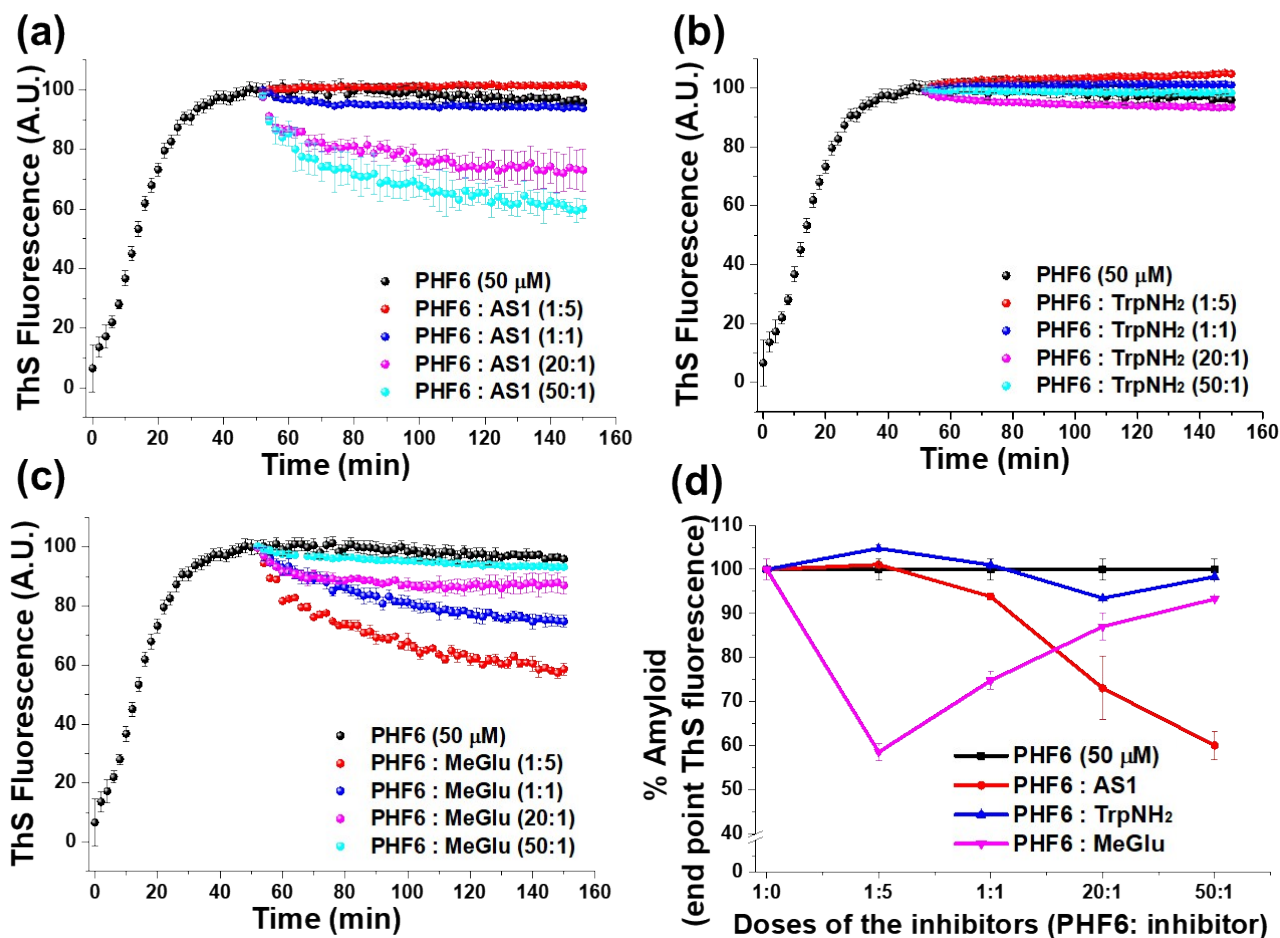 (a)
ThS Fluorescence (A.U.)
100
80
60
40
20
0
PHF6 (50 μM)
PHF6 : AS1 (1:5)
PHF6 : AS1 (1:1)
PHF6 : AS1 (20:1)
PHF6 : AS1 (50:1)
0 20 40 60 80 100 120 140 160
Time (min)
(b)
ThS Fluorescence (A.U.)
100
80
60
40
20
0
PHF6 (50 μM)
PHF6 : TrpNH₂ (1:5)
PHF6 : TrpNH₂ (1:1)
PHF6 : TrpNH₂ (20:1)
PHF6 : TrpNH₂ (50:1)
0 20 40 60 80 100 120 140 160
Time (min)
(c)
ThS Fluorescence (A.U.)
100
80
60
40
20
0
PHF6 (50 μM)
PHF6 : MeGlu (1:5)
PHF6 : MeGlu (1:1)
PHF6 : MeGlu (20:1)
PHF6 : MeGlu (50:1)
0 20 40 60 80 100 120 140 160
Time (min)
(d)
% Amyloid
(end point ThS fluorescence)
110
100
90
80
70
60
50
40
0
PHF6 (50 μM)
PHF6 : AS1
PHF6 : TrpNH₂
PHF6 : MeGlu
1:0 1:5 1:1 20:1 50:1
Doses of the inhibitors (PHF6: inhibitor)